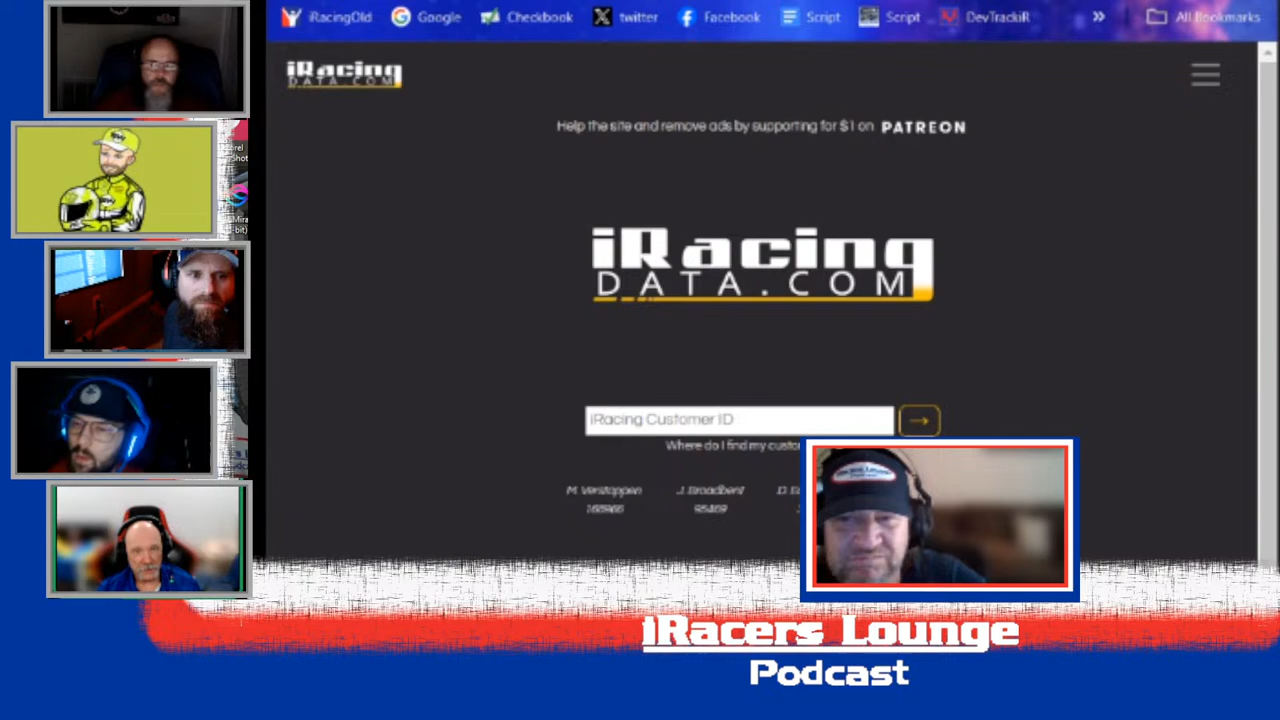 iRacingOld Google Checkbook twitter Facebook Script Script DevTrackiR » All Bookmarks
iRacing
DATA.COM
Help the site and remove ads by supporting for $1 on PATREON
iRacing
DATA.COM
iRacing Customer ID
Where do I find my custo
M. Verstappen J. Broadbent
168966 95469
iRacers Lounge
Podcast